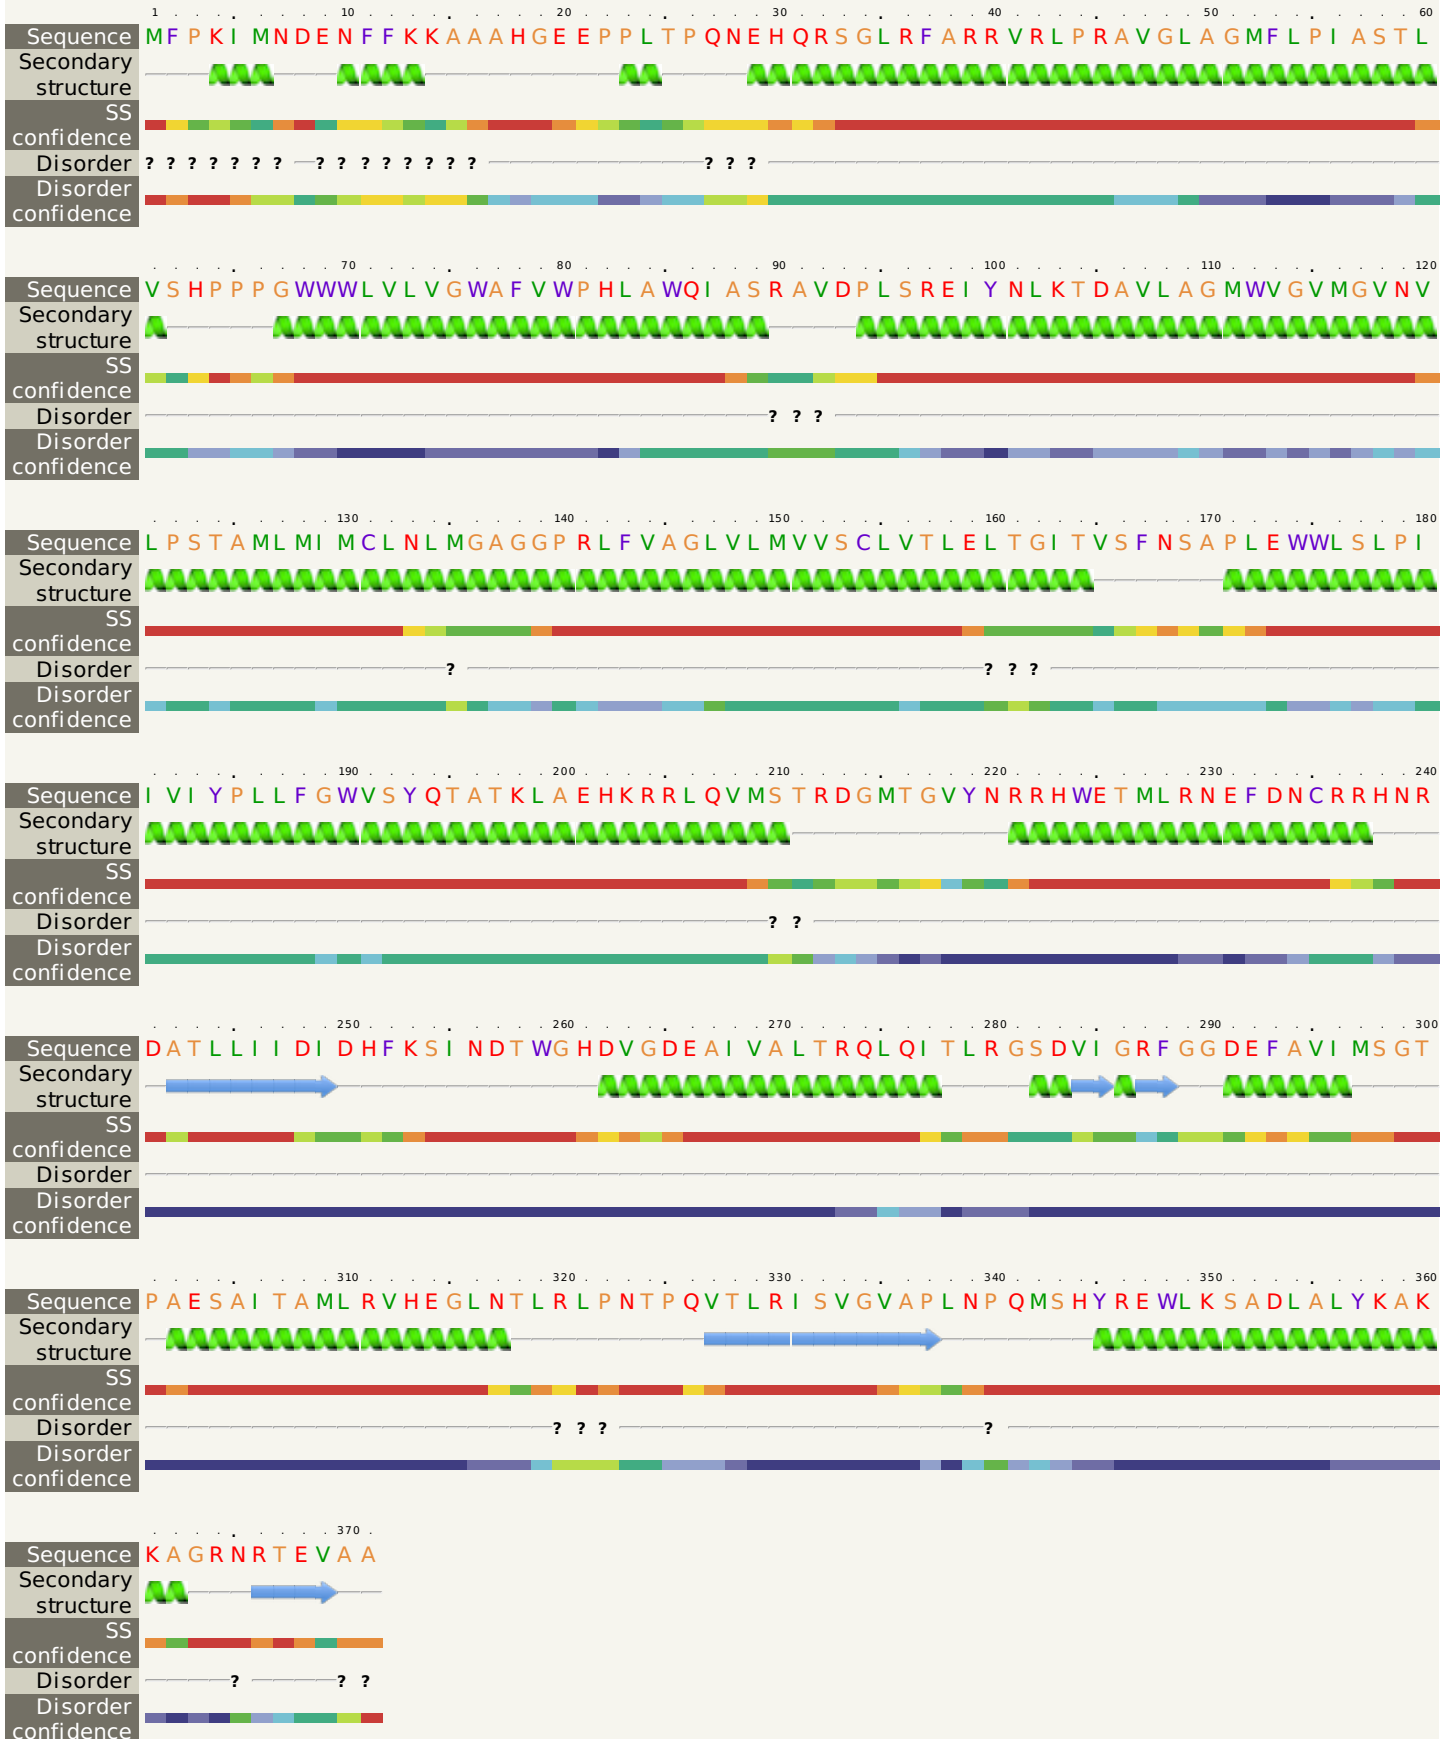 1 10 20 30 40 50 60
Sequence MFPKIMNDENFFKKAAAHGEEPPLTPQNEHQRSGLRFARRVRLPRAVGLAGMFLPIASTL
Secondary
structure
SS
confidence
Disorder ? ? ? ? ? ? ? ? ? ? ? ? ? ? ? ? ? ?
Disorder
confidence
70 80 90 100 110 120
Sequence VSHPPPGWWWLVLVGWAFVWPHLAWQIASRAVDPLSREIYNLKTDAVLAGMWVGVMGVNV
Secondary
structure
SS
confidence
Disorder ? ? ?
Disorder
confidence
130 140 150 160 170 180
Sequence LPSTAMLMIMCLNLMGAGGPRLFVAGLVLMVVSCLVTLELTGITVSFNSAPLEWWLSLPI
Secondary
structure
SS
confidence
Disorder ? ? ? ?
Disorder
confidence
190 200 210 220 230 240
Sequence IVIYPLLFGWVSYQTATKLAEHKRRLQVMSTRDGMTGVYNRRHWETMLRNEFDNCRRHNR
Secondary
structure
SS
confidence
Disorder ? ?
Disorder
confidence
250 260 270 280 290 300
Sequence DATLLIIDIDHFKSINDTWGHDVGDEAIVALTRQLQITLRGSDVIGRFGGDEFAVIMSGT
Secondary
structure
SS
confidence
Disorder
Disorder
confidence
310 320 330 340 350 360
Sequence PAESAITAMLRVHEGLNTLRLPNTPQVTLRISVGVAPLNPQMSHYREWLKSADLALYKAK
Secondary
structure
SS
confidence
Disorder ? ? ? ?
Disorder
confidence
370
Sequence KAGRNRTEVAA
Secondary
structure
SS
confidence
Disorder ? ? ?
Disorder
confidence